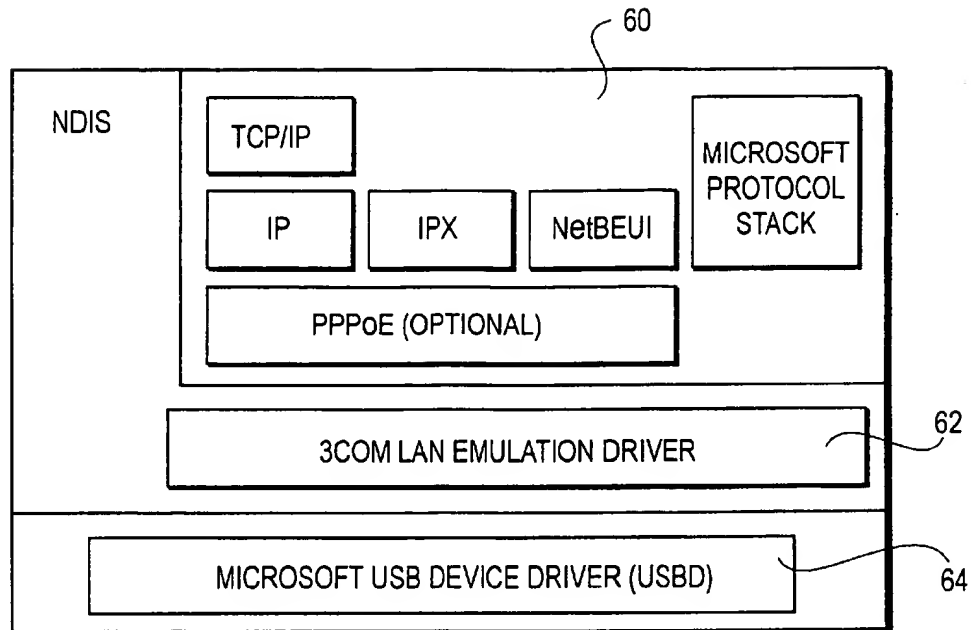 60
NDIS
TCP/IP
MICROSOFT
PROTOCOL
STACK
IP
IPX
NetBEUI
PPPoE (OPTIONAL)
62
3COM LAN EMULATION DRIVER
MICROSOFT USB DEVICE DRIVER (USBD)
64